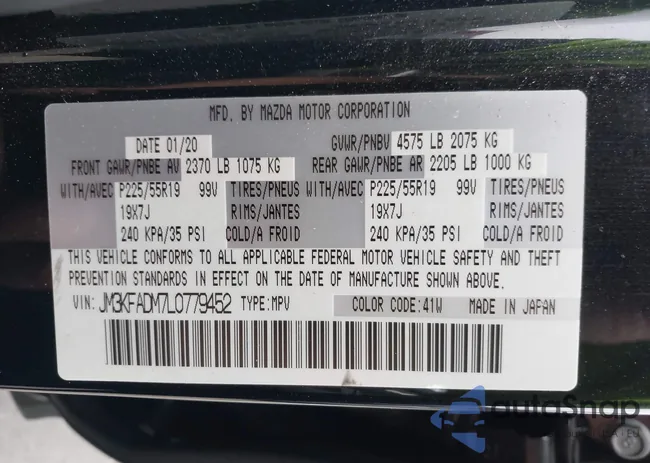 MFD. BY MAZDA MOTOR CORPORATION
DATE 01/20 GVWR/PNBV 4575 LB 2075 KG
FRONT GAWR/PNBE AV 2370 LB 1075 KG REAR GAWR/PNBE AR 2205 LB 1000 KG
WITH/AVEC P225/55R19 99V TIRES/PNEUS WITH/AVEC P225/55R19 99V TIRES/PNEUS
19X7J RIMS/JANTES 19X7J RIMS/JANTES
240 KPA/35 PSI COLD/A FROID 240 KPA/35 PSI COLD/A FROID
THIS VEHICLE CONFORMS TO ALL APPLICABLE FEDERAL MOTOR VEHICLE SAFETY AND THEFT
PREVENTION STANDARDS IN EFFECT ON THE DATE OF MANUFACTURE SHOWN ABOVE.
VIN: JM3KFADM7L0779452 TYPE:MPV COLOR CODE:41W MADE IN JAPAN
autoSnap